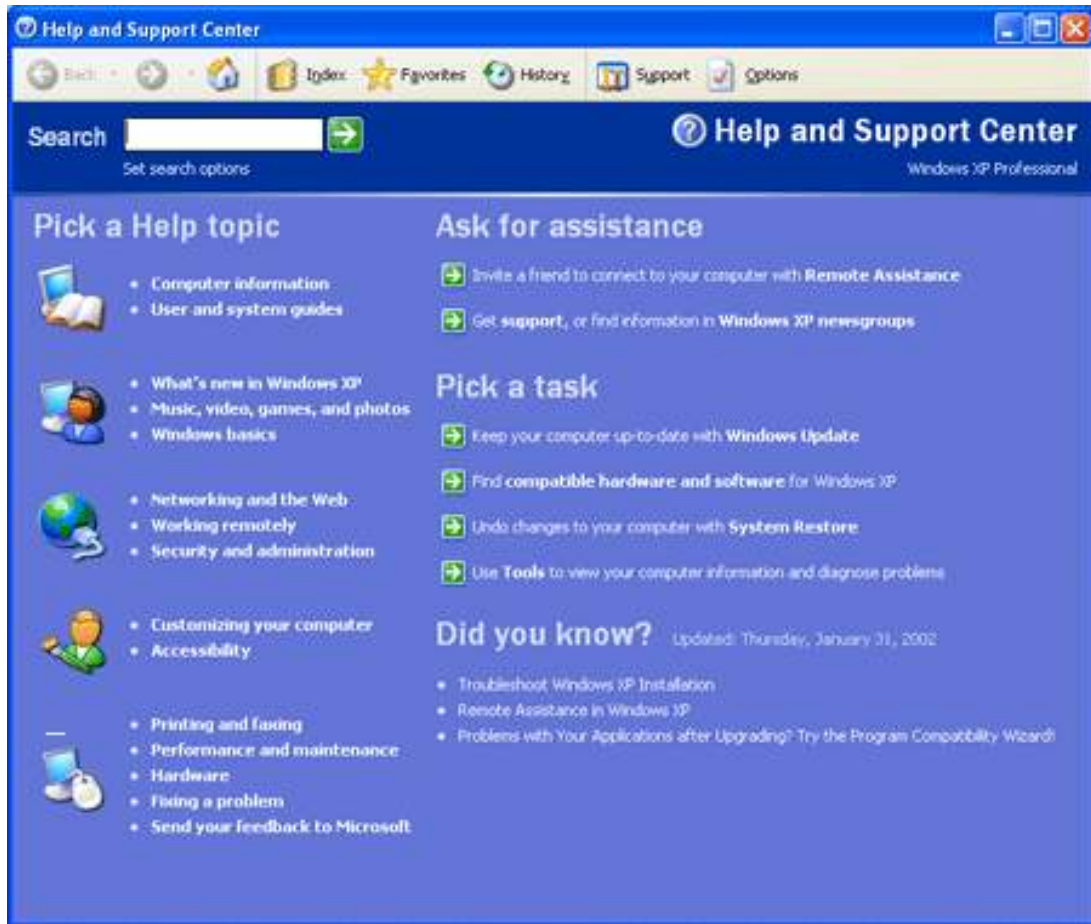 Help and Support Center
Back
Index
Favorites
History
Support
Options
Search
Set search options
Help and Support Center
Windows XP Professional
Pick a Help topic
Computer information
User and system guides
What's new in Windows XP
Music, video, games, and photos
Windows basics
Networking and the Web
Working remotely
Security and administration
Customizing your computer
Accessibility
Printing and faxing
Performance and maintenance
Hardware
Fixing a problem
Send your feedback to Microsoft
Ask for assistance
Invite a friend to connect to your computer with Remote Assistance
Get support, or find information in Windows XP newsgroups
Pick a task
Keep your computer up-to-date with Windows Update
Find compatible hardware and software for Windows XP
Undo changes to your computer with System Restore
Use Tools to view your computer information and diagnose problems
Did you know? Updated: Thursday, January 31, 2002
Troubleshoot Windows XP Installation
Remote Assistance in Windows XP
Problems with Your Applications after Upgrading? Try the Program Compatibility Wizard!